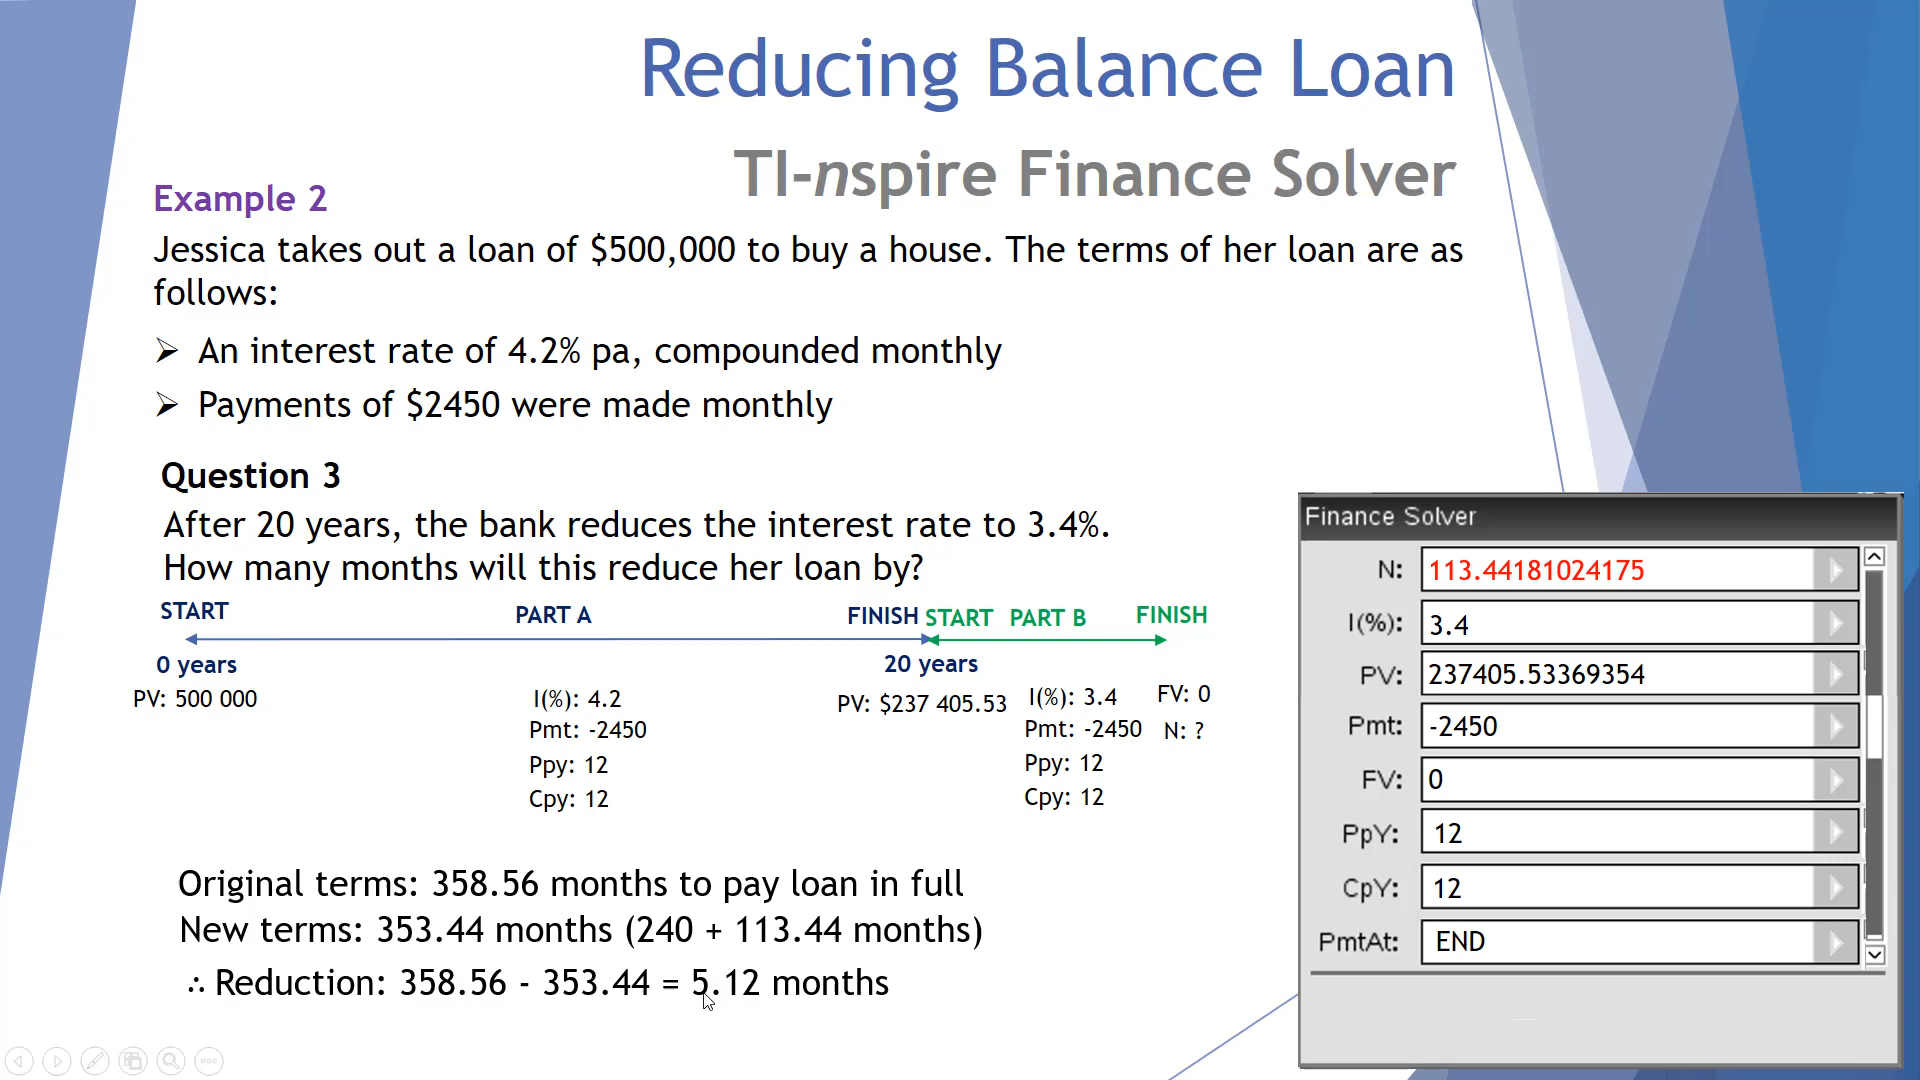 Reducing Balance Loan
TI-nspire Finance Solver
Example 2
Jessica takes out a loan of $500,000 to buy a house. The terms of her loan are as
follows:
➢ An interest rate of 4.2% pa, compounded monthly
➢ Payments of $2450 were made monthly
Question 3
After 20 years, the bank reduces the interest rate to 3.4%.
How many months will this reduce her loan by?
START PART A FINISH START PART B FINISH
0 years 20 years
PV: 500 000 I(%): 4.2 PV: $237 405.53 I(%): 3.4 FV: 0
Pmt: -2450 Pmt: -2450 N: ?
Ppy: 12 Ppy: 12
Cpy: 12 Cpy: 12
Original terms: 358.56 months to pay loan in full
New terms: 353.44 months (240 + 113.44 months)
∴ Reduction: 358.56 - 353.44 = 5.12 months
Finance Solver
N: 113.44181024175
I(%): 3.4
PV: 237405.53369354
Pmt: -2450
FV: 0
PpY: 12
CpY: 12
PmtAt: END